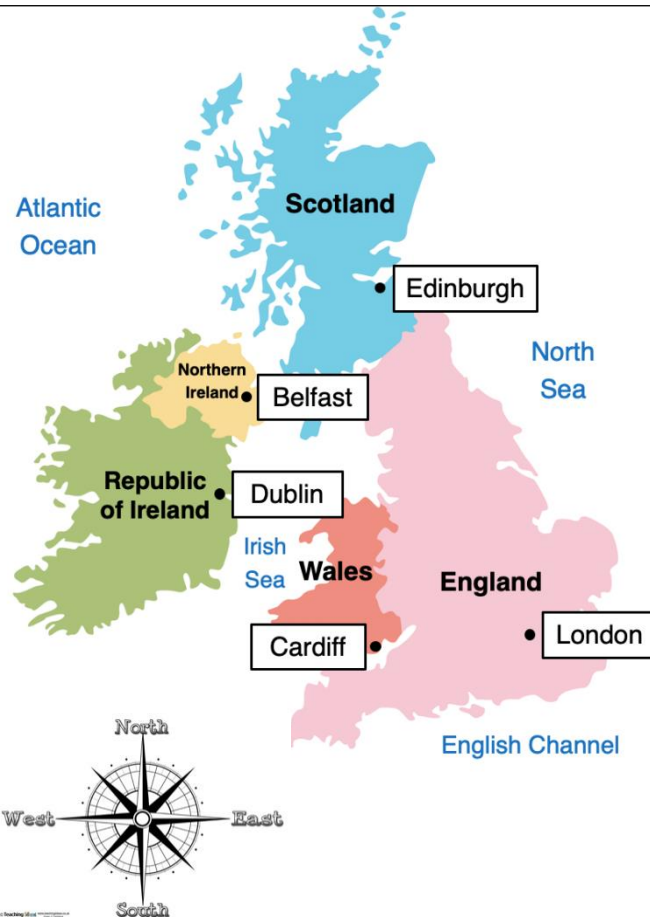 Scotland
Atlantic
Ocean
Edinburgh
North
Sea
Northern
Ireland
Belfast
Republic
of Ireland
Dublin
Irish
Sea
Wales
England
Cardiff
London
English Channel
North
West
East
South